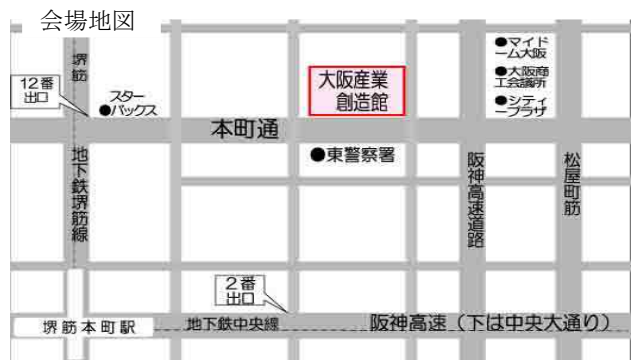 会場地図
堺筋
12番
出口
スター
●バックス
大阪産業
創造館
●マイド
ーム大阪
●大阪商
工会議所
●シティ
ープラザ
本町通
●東警察署
地下鉄堺筋線
阪神高速道路
松屋町筋
2番
出口
堺筋本町駅
地下鉄中央線
阪神高速（下は中央大通り）